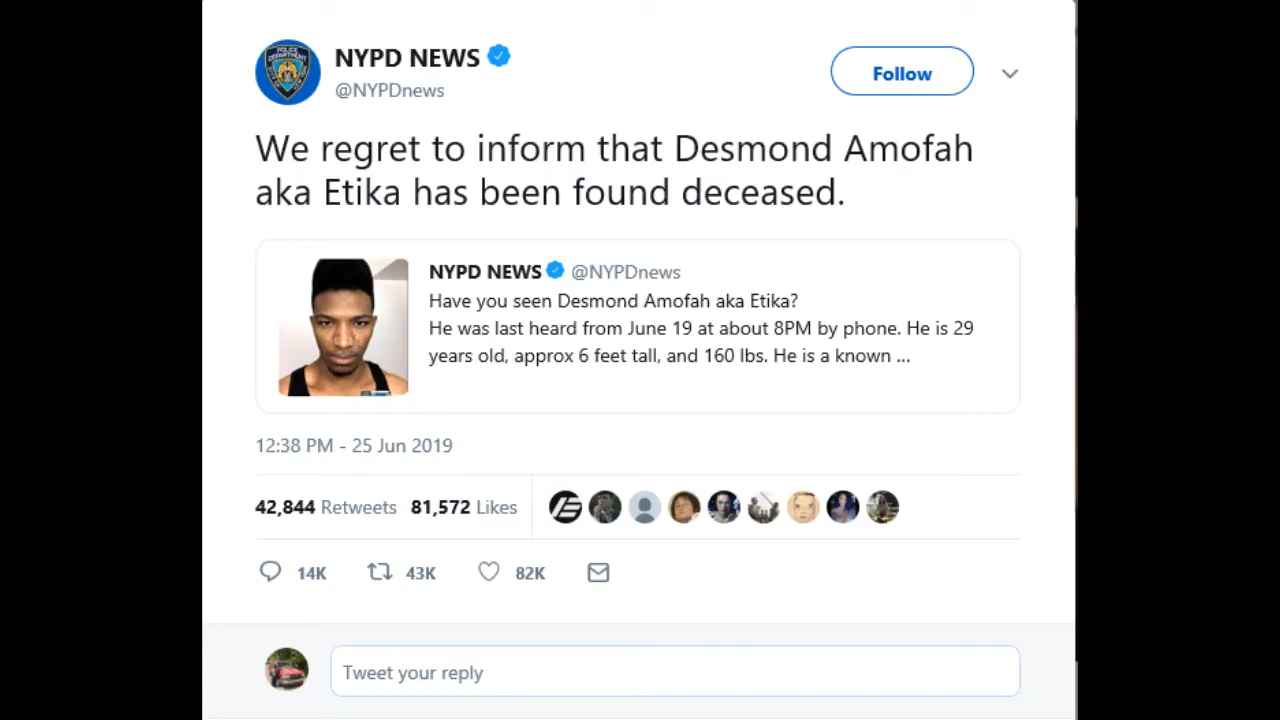 NYPD NEWS
@NYPDnews
Follow
We regret to inform that Desmond Amofah
aka Etika has been found deceased.
NYPD NEWS @NYPDnews
Have you seen Desmond Amofah aka Etika?
He was last heard from June 19 at about 8PM by phone. He is 29
years old, approx 6 feet tall, and 160 lbs. He is a known ...
12:38 PM - 25 Jun 2019
42,844 Retweets 81,572 Likes
14K 43K 82K
Tweet your reply